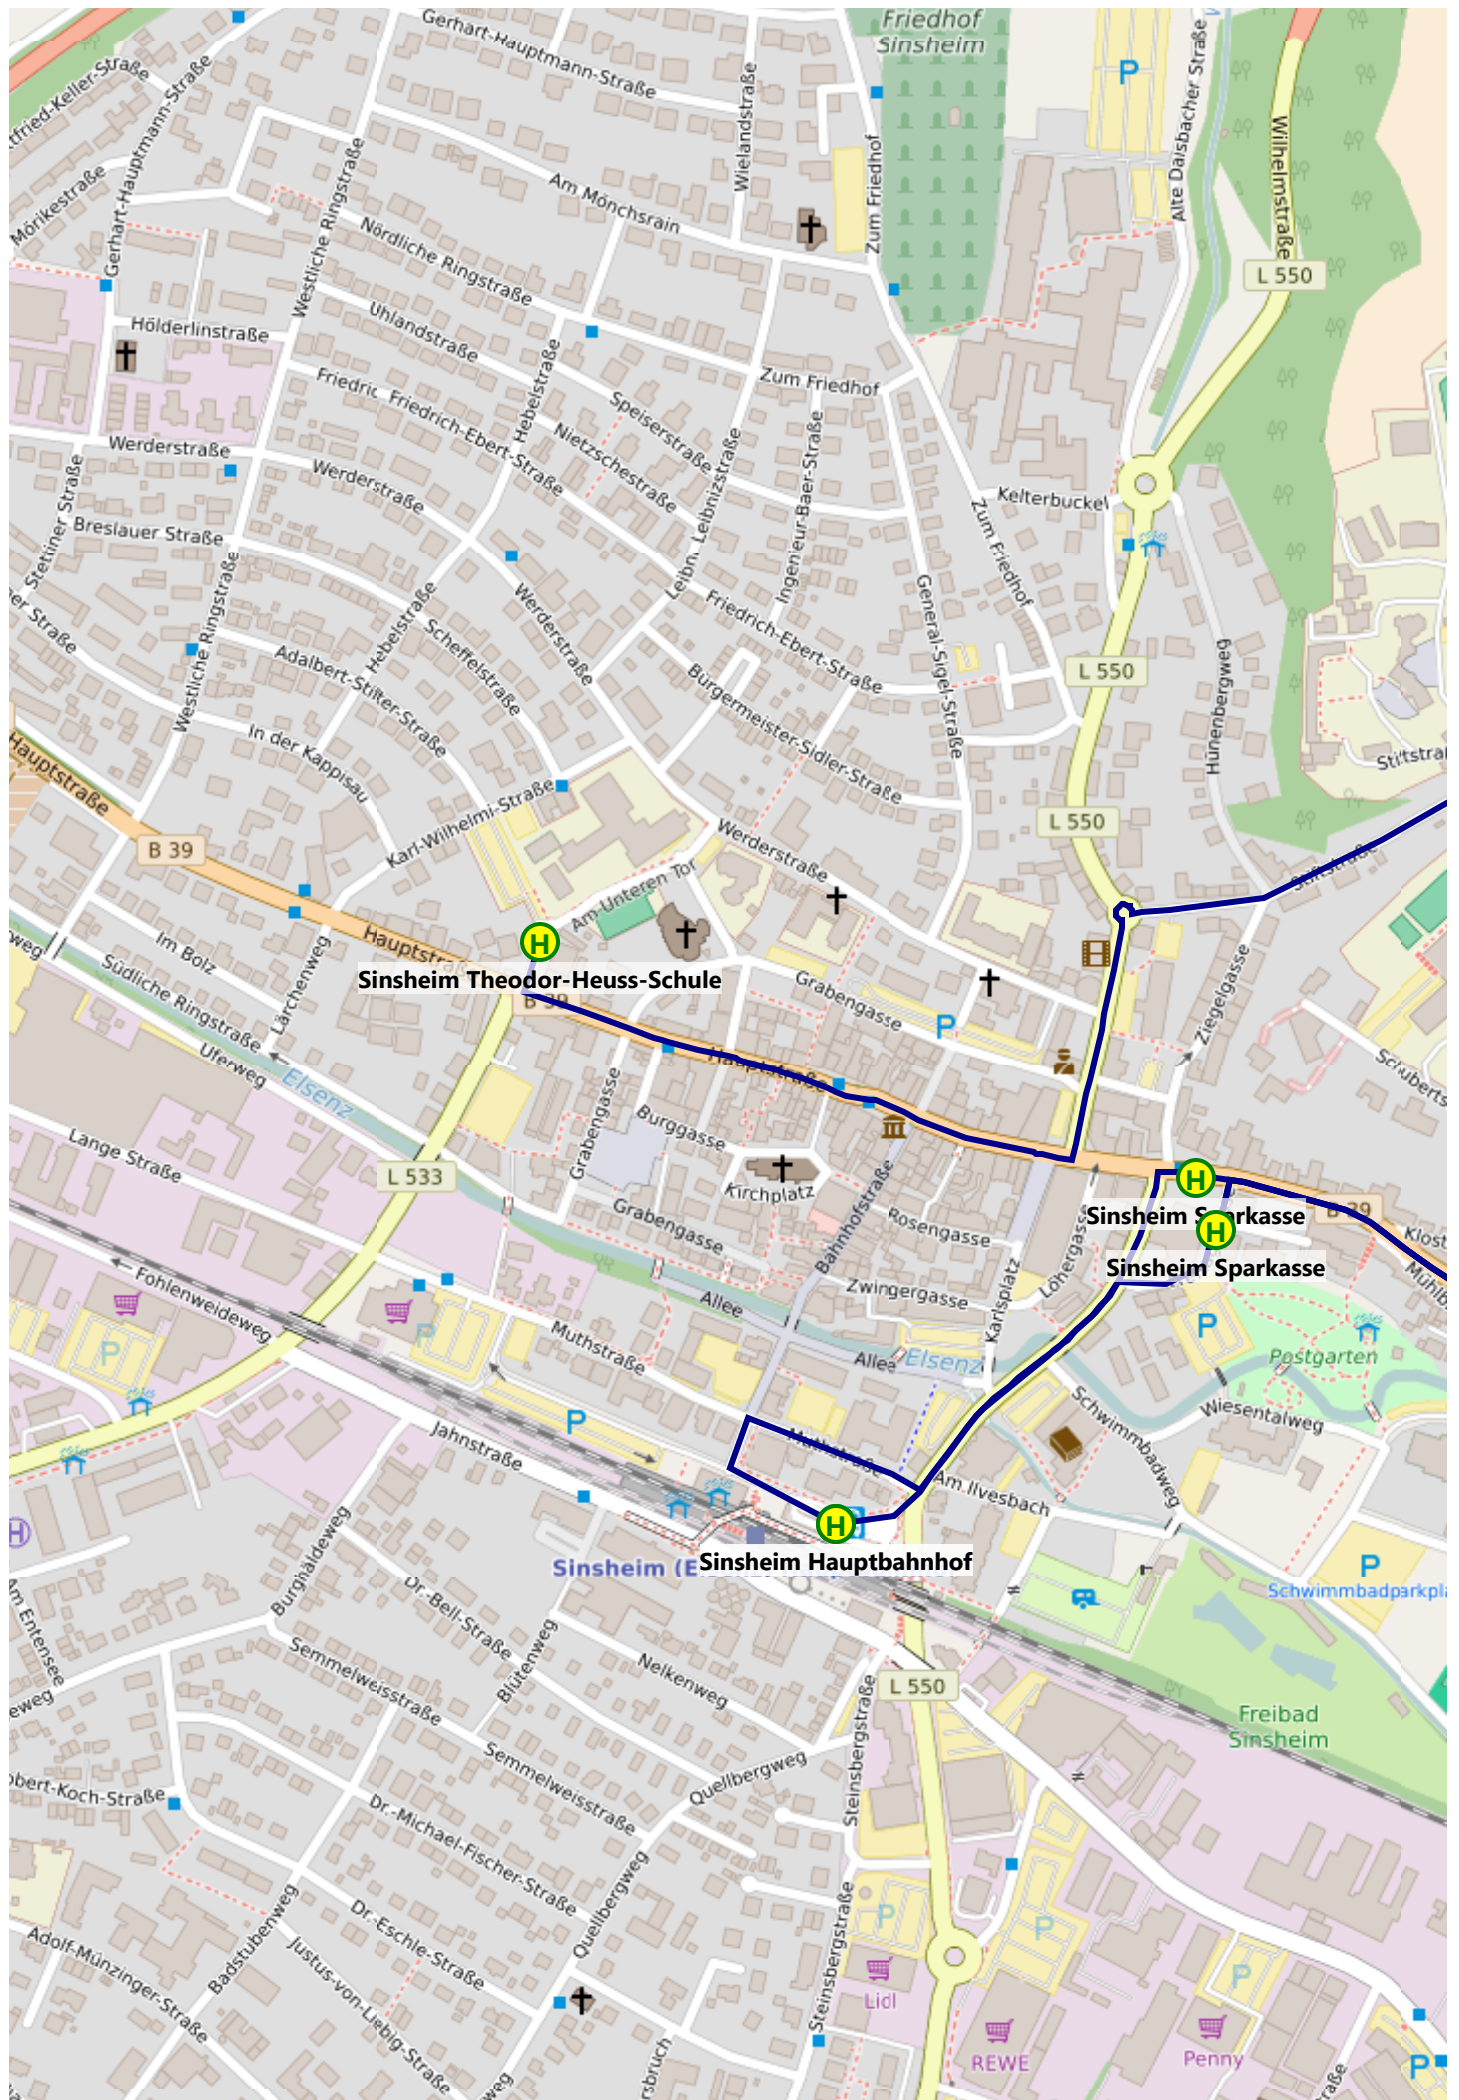 Friedhof
Sinsheim
Gerhart-Hauptmann-Straße
Wielandstraße
Alte Daisbacher Straße
Wilhelmstraße
P
Gerhart-Hauptmann-Straße
Mörikestraße
Westliche Ringstraße
Am Mönchsrain
Zum Friedhof
Nördliche Ringstraße
L 550
Hölderlinstraße
Uhlandstraße
Hebelstraße
Zum Friedhof
Friedrich-Ebert-Straße
Speiserstraße
Nietzschestraße
Leibnizstraße
Ingenieur-Baer-Straße
Werderstraße
Werderstraße
Kelterbuckel
Stettiner Straße
Breslauer Straße
Zum Friedhof
Westliche Ringstraße
Hebelstraße
Werderstraße
General-Sigel-Straße
Friedrich-Ebert-Straße
Scheffelstraße
Adalbert-Stifter-Straße
Bürgermeister-Sidler-Straße
L 550
Hünenbergweg
In der Kappisau
Hauptstraße
B 39
Karl-Wilhelmi-Straße
Werderstraße
L 550
Stiftstraße
Am Unteren Tor
H
Sinsheim Theodor-Heuss-Schule
Hauptstraße
B 39
Im Bolz
Südliche Ringstraße
Lärchenweg
Uferweg
Elsenz
Grabengasse
P
Ziegelgasse
Hauptstraße
Grabengasse
Burggasse
Kirchplatz
Grabengasse
Lange Straße
L 533
Bahnhofstraße
Rosengasse
Löhergasse
H
Sinsheim Sparkasse
H
Sinsheim Sparkasse
B 39
Zwingergasse
Karlsplatz
Allee
Allee
Elsenz
Fohlenweideweg
P
P
Muthstraße
P
Postgarten
Wiesentalweg
Schwimmbadweg
Jahnstraße
P
Muthstraße
Am Ilvesbach
H
Sinsheim Hauptbahnhof
P
Burghäldeweg
Dr.-Bell-Straße
Blütenweg
Nelkenweg
Am Entensee
Semmelweisstraße
L 550
Steinsbergstraße
Freibad
Sinsheim
Semmelweisstraße
Quellbergweg
Dr.-Michael-Fischer-Straße
Quellbergweg
Dr.-Eschle-Straße
Badstubenweg
Adolf-Münzinger-Straße
Justus-von-Liebig-Straße
Steinsbergstraße
P
P
P
Lidl
REWE
Penny
P